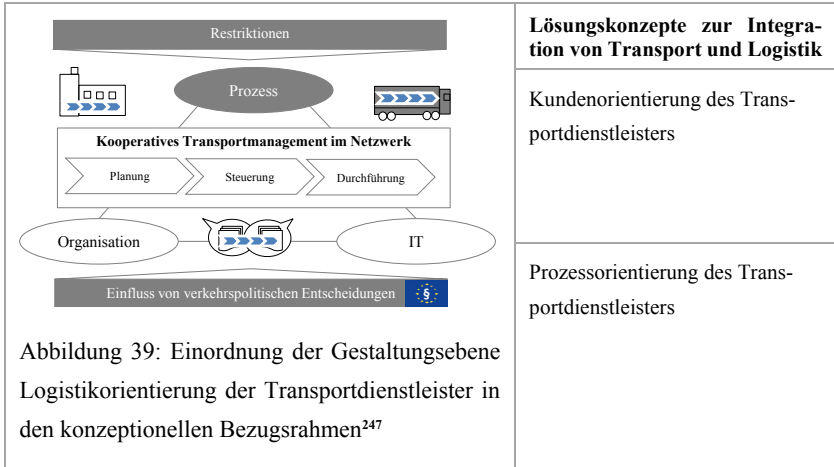 Restriktionen
Prozess
Kooperatives Transportmanagement im Netzwerk
Planung
Steuerung
Durchführung
Organisation
IT
Einfluss von verkehrspolitischen Entscheidungen
§
Abbildung 39: Einordnung der Gestaltungsebene
Logistikorientierung der Transportdienstleister in
den konzeptionellen Bezugsrahmen²⁴⁷
Lösungskonzepte zur Integra-
tion von Transport und Logistik
Kundenorientierung des Trans-
portdienstleisters
Prozessorientierung des Trans-
portdienstleisters